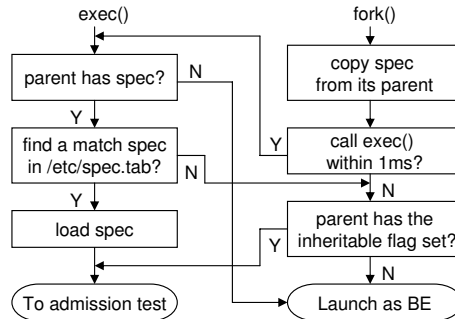 exec()
fork()
parent has spec?
N
copy spec
from its parent
Y
find a match spec
in /etc/spec.tab?
N
Y
call exec()
within 1ms?
N
Y
load spec
parent has the
inheritable flag set?
Y
N
To admission test
Launch as BE